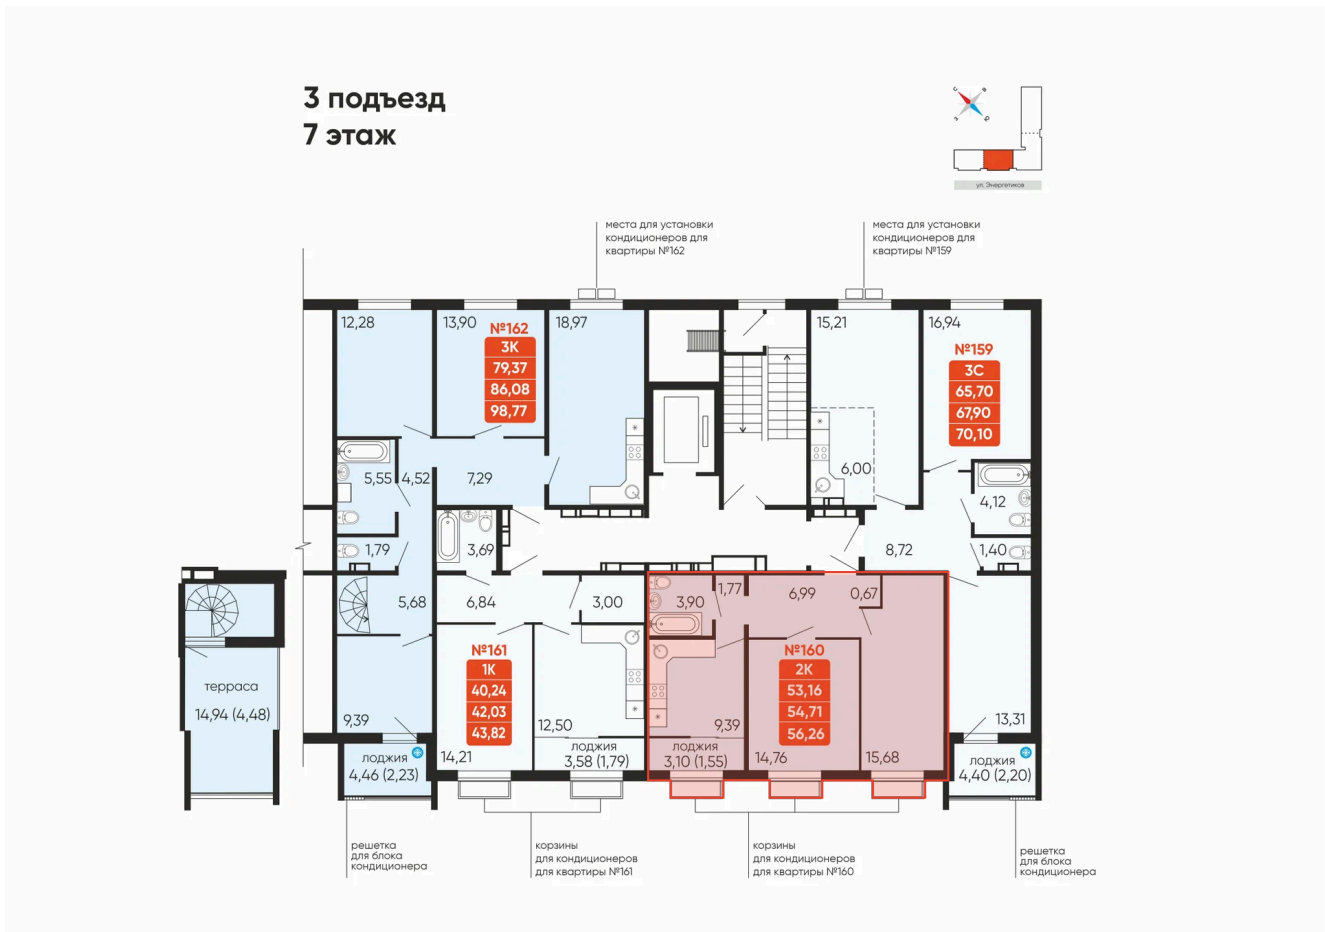 3 подъезд
7 этаж
С
В
З
Ю
ул. Энергетиков
места для установки
кондиционеров для
квартиры №162
места для установки
кондиционеров для
квартиры №159
12,28
13,90
18,97
15,21
16,94
№162
3К
79,37
86,08
98,77
№159
3С
65,70
67,90
70,10
5,55
4,52
7,29
6,00
4,12
1,79
3,69
8,72
1,40
5,68
6,84
3,00
3,90
1,77
6,99
0,67
терраса
14,94 (4,48)
№161
1К
40,24
42,03
43,82
№160
2К
53,16
54,71
56,26
9,39
12,50
9,39
13,31
14,21
14,76
15,68
лоджия
4,46 (2,23)
лоджия
3,58 (1,79)
лоджия
3,10 (1,55)
лоджия
4,40 (2,20)
решетка
для блока
кондиционера
корзины
для кондиционеров
для квартиры №161
корзины
для кондиционеров
для квартиры №160
решетка
для блока
кондиционера